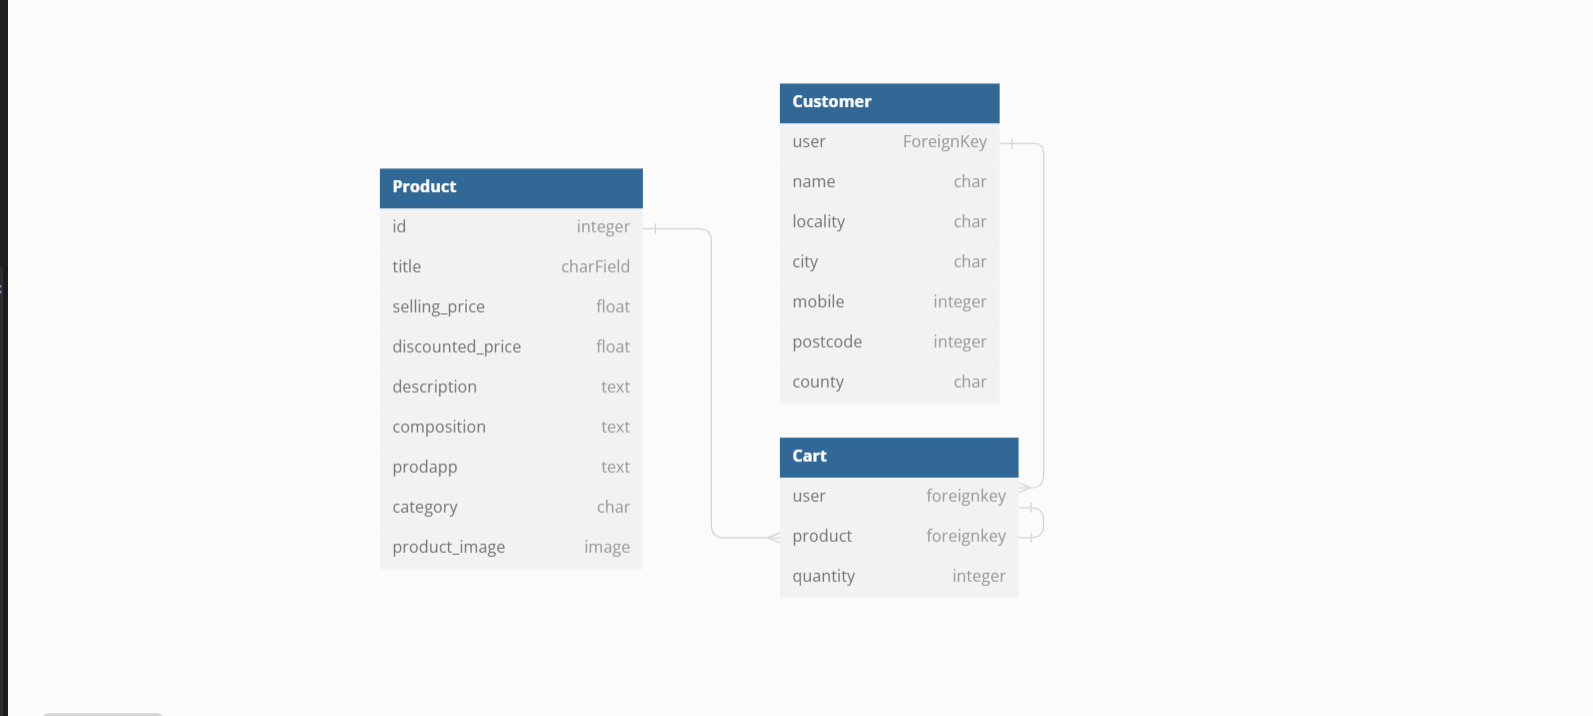 Customer
user ForeignKey
name char
locality char
city char
mobile integer
postcode integer
county char
Product
id integer
title charField
selling_price float
discounted_price float
description text
composition text
prodapp text
category char
product_image image
Cart
user foreignkey
product foreignkey
quantity integer